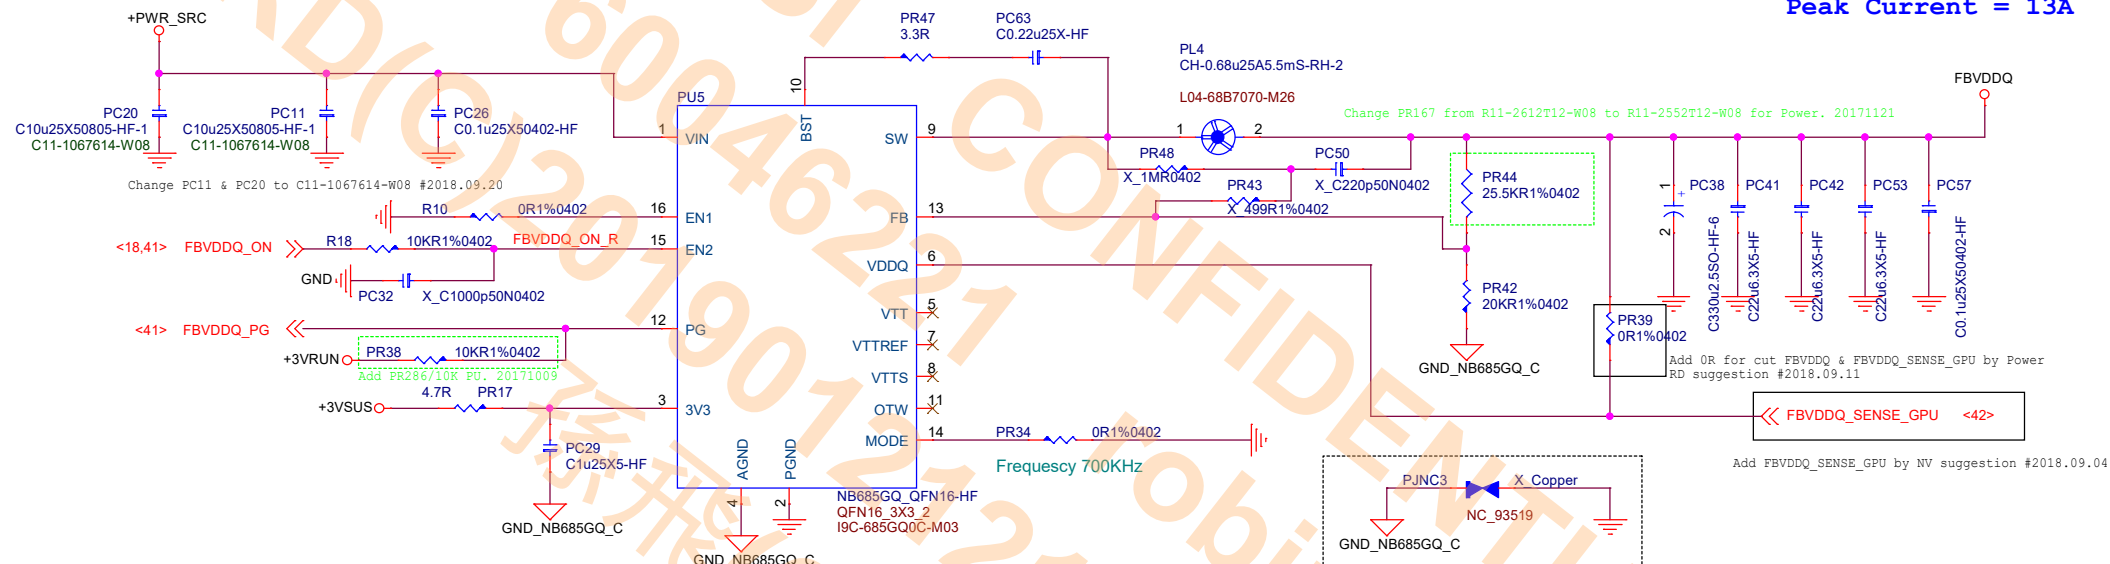 Peak Current = 13A
+PWR_SRC
PC20
C10u25X50805-HF-1
C11-1067614-W08
PC11
C10u25X50805-HF-1
C11-1067614-W08
PC26
C0.1u25X50402-HF
Change PC11 & PC20 to C11-1067614-W08 #2018.09.20
PR47
3.3R
PC63
C0.22u25X-HF
PL4
CH-0.68u25A5.5mS-RH-2
L04-68B7070-M26
1
2
Change PR167 from R11-2612T12-W08 to R11-2552T12-W08 for Power. 20171121
FBVDDQ
PU5
1
VIN
10
BST
SW
9
R10
0R1%0402
16
EN1
<18,41>
FBVDDQ_ON
R18
10KR1%0402
FBVDDQ_ON_R
15
EN2
GND
PC32
X_C1000p50N0402
<41>
FBVDDQ_PG
12
PG
+3VRUN
PR38
10KR1%0402
Add PR286/10K PU. 20171009
+3VSUS
4.7R
PR17
3
3V3
PC29
C1u25X5-HF
GND_NB685GQ_C
FB
13
VDDQ
6
VTT
5
VTTREF
7
VTTS
8
OTW
11
MODE
14
AGND
4
PGND
2
GND_NB685GQ_C
NB685GQ_QFN16-HF
QFN16_3X3_2
I9C-685GQ0C-M03
PR48
X_1MR0402
PC50
X_C220p50N0402
PR43
X_499R1%0402
PR44
25.5KR1%0402
PR42
20KR1%0402
GND_NB685GQ_C
PR34
0R1%0402
Frequescy 700KHz
PR39
0R1%0402
Add 0R for cut FBVDDQ & FBVDDQ_SENSE_GPU by Power
RD suggestion #2018.09.11
1
+
2
PC38
C330u2.5SO-HF-6
PC41
C22u6.3X5-HF
PC42
C22u6.3X5-HF
PC53
C22u6.3X5-HF
PC57
C0.1u25X50402-HF
FBVDDQ_SENSE_GPU
<42>
Add FBVDDQ_SENSE_GPU by NV suggestion #2018.09.04
PJNC3
X_Copper
NC_93519
GND_NB685GQ_C
CONFIDENTI